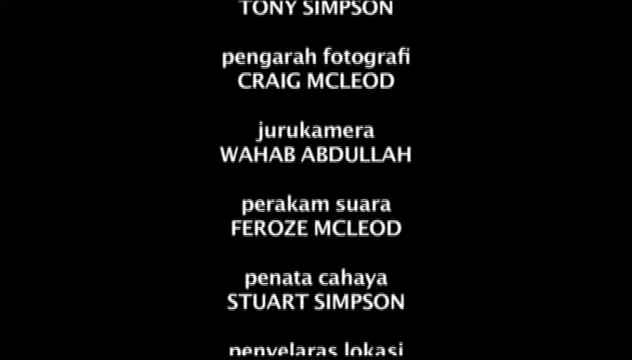 TONY SIMPSON
pengarah fotografi
CRAIG MCLEOD
jurukamera
WAHAB ABDULLAH
perakam suara
FEROZE MCLEOD
penata cahaya
STUART SIMPSON
penyelaras lokasi